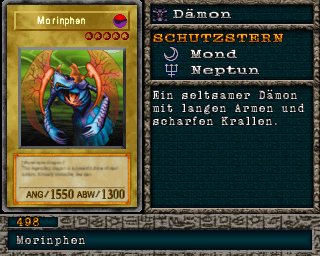 Morinphen
ANG/1550 ABW/1300
Dämon
SCHUTZSTERN
Mond
Neptun
Ein seltsamer Dämon
mit langen Armen und
scharfen Krallen.
498
Morinphen